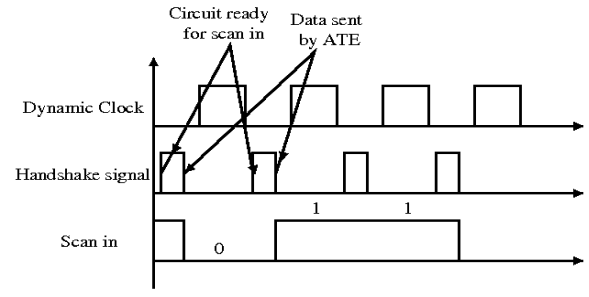 Circuit ready
for scan in
Data sent
by ATE
Dynamic Clock
Handshake signal
1
1
Scan in
0